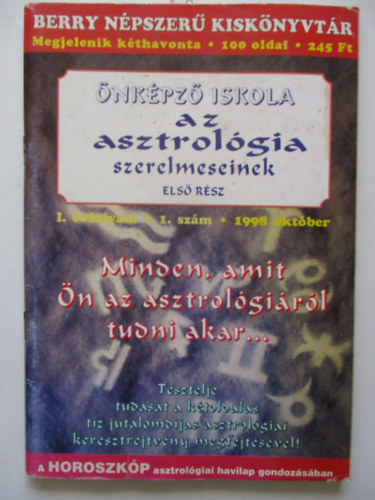 BERRY NÉPSZERŰ KISKÖNYVTÁR
Megjelenik kéthavonta • 100 oldal • 245 Ft
ÖNKÉPZŐ ISKOLA
az
asztrológia
szerelmeseinek
ELSŐ RÉSZ
I. évfolyam • 1. szám • 1998 október
Minden, amit
Ön az asztrológiáról
tudni akar...
Tesztelje
tudását a kétoldalas
tíz jutalomdíjas asztrológiai
keresztrejtvény megfejtésével!
A HOROSZKÓP asztrológiai havilap gondozásában